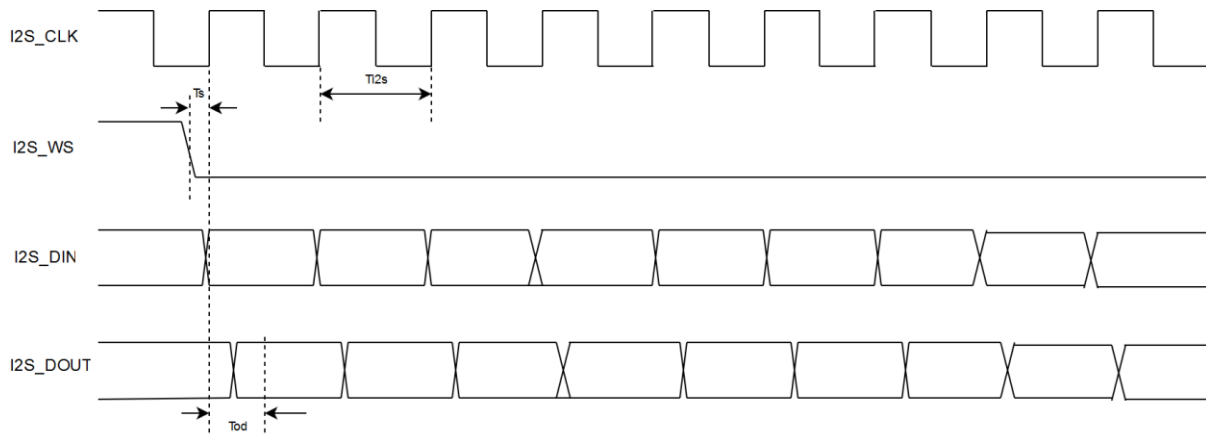 I2S_CLK
Ts
TI2s
I2S_WS
I2S_DIN
I2S_DOUT
Tod